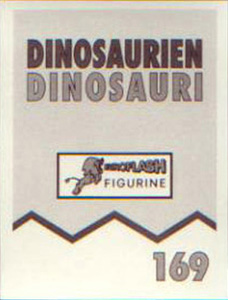 DINOSAURIEN
DINOSAURI
EUROFLASH
FIGURINE
169